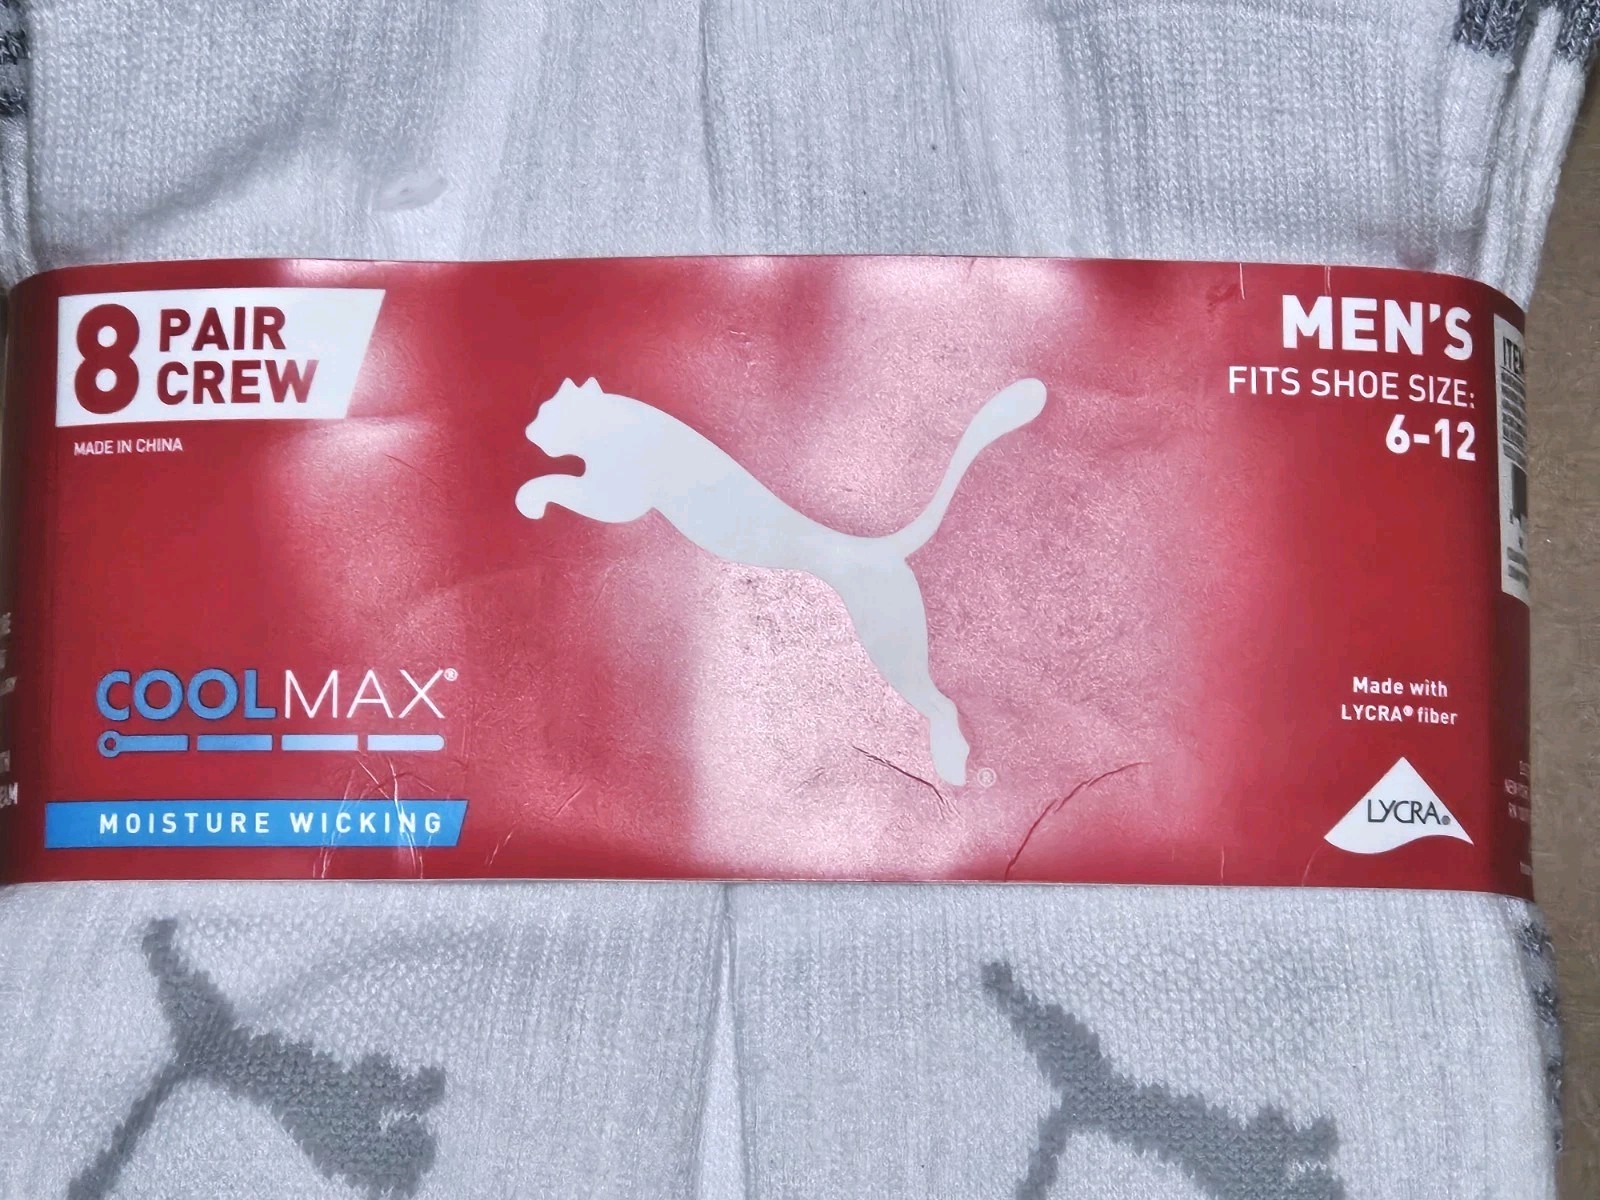 8 PAIR
CREW
MADE IN CHINA
MEN'S
FITS SHOE SIZE:
6-12
COOLMAX®
MOISTURE WICKING
®
Made with
LYCRA® fiber
LYCRA®